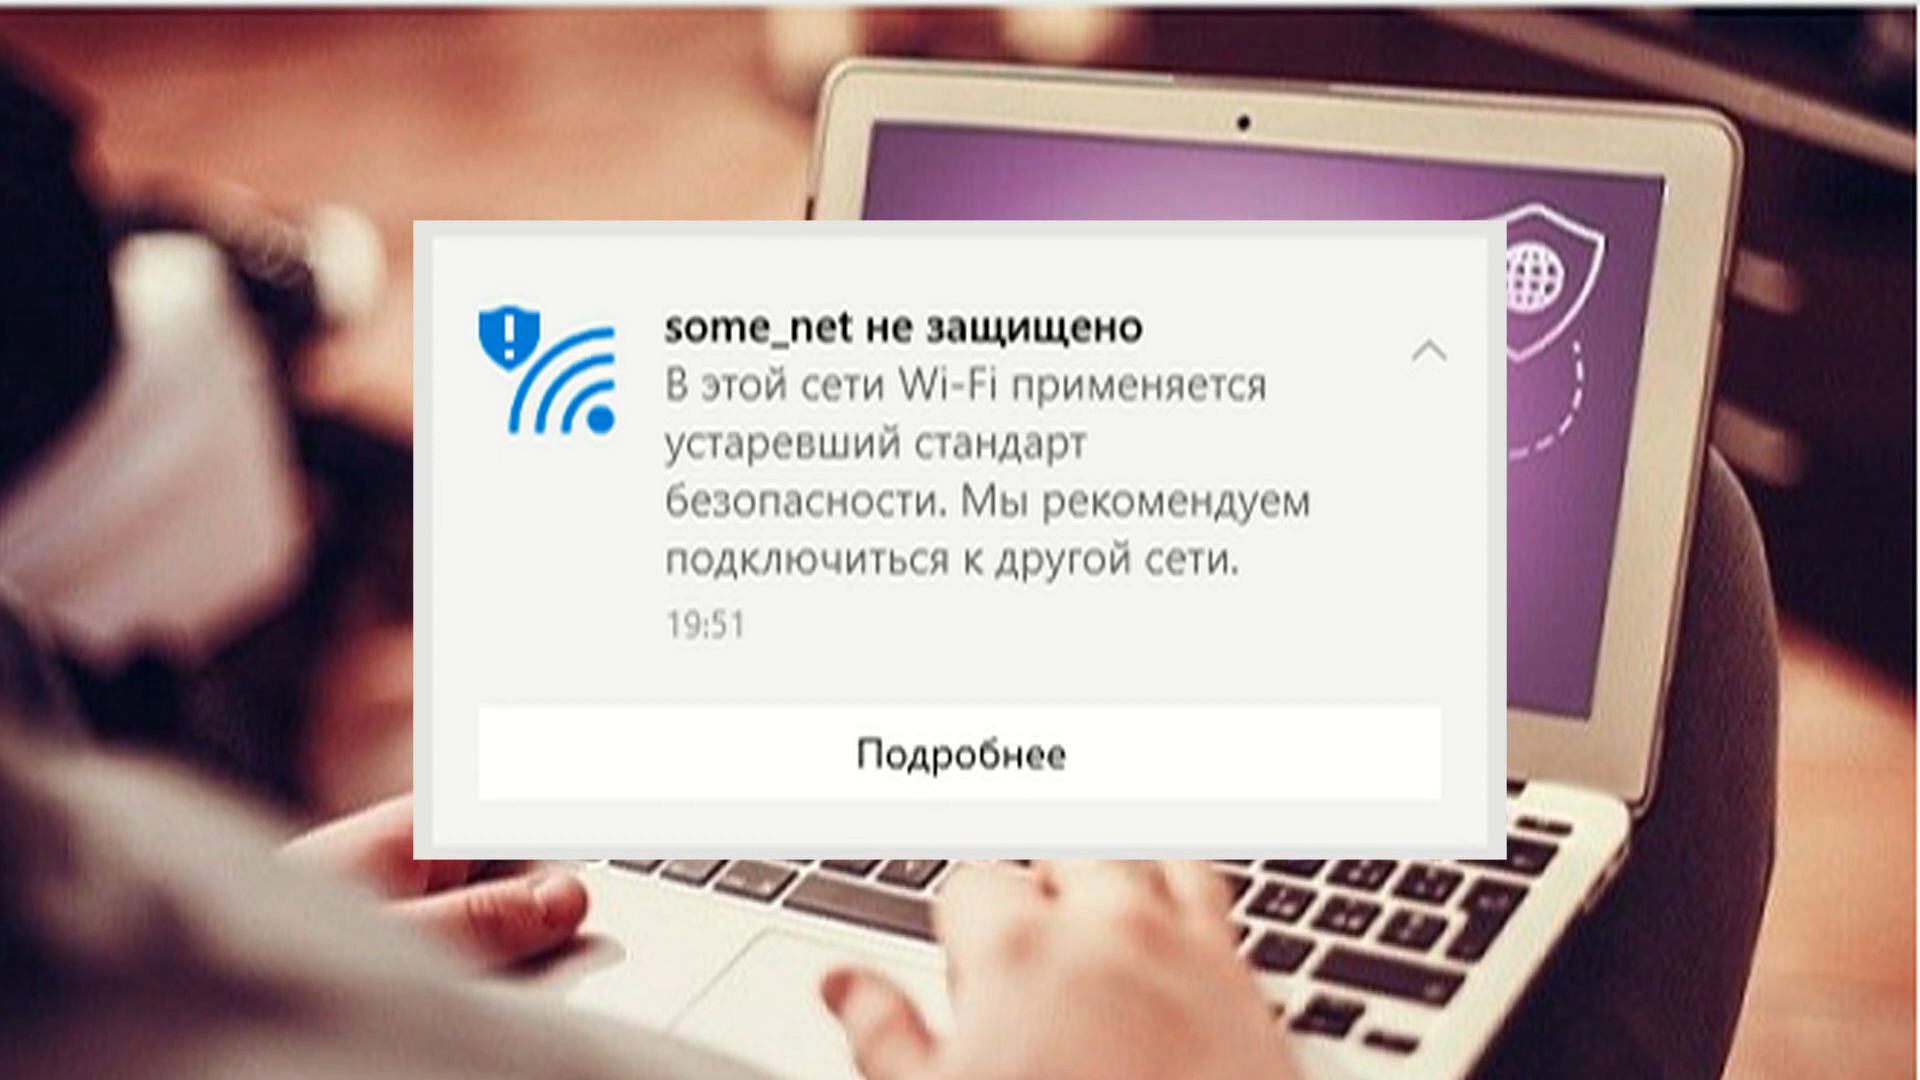 some_net не защищено
В этой сети Wi-Fi применяется
устаревший стандарт
безопасности. Мы рекомендуем
подключиться к другой сети.
19:51
Подробнее